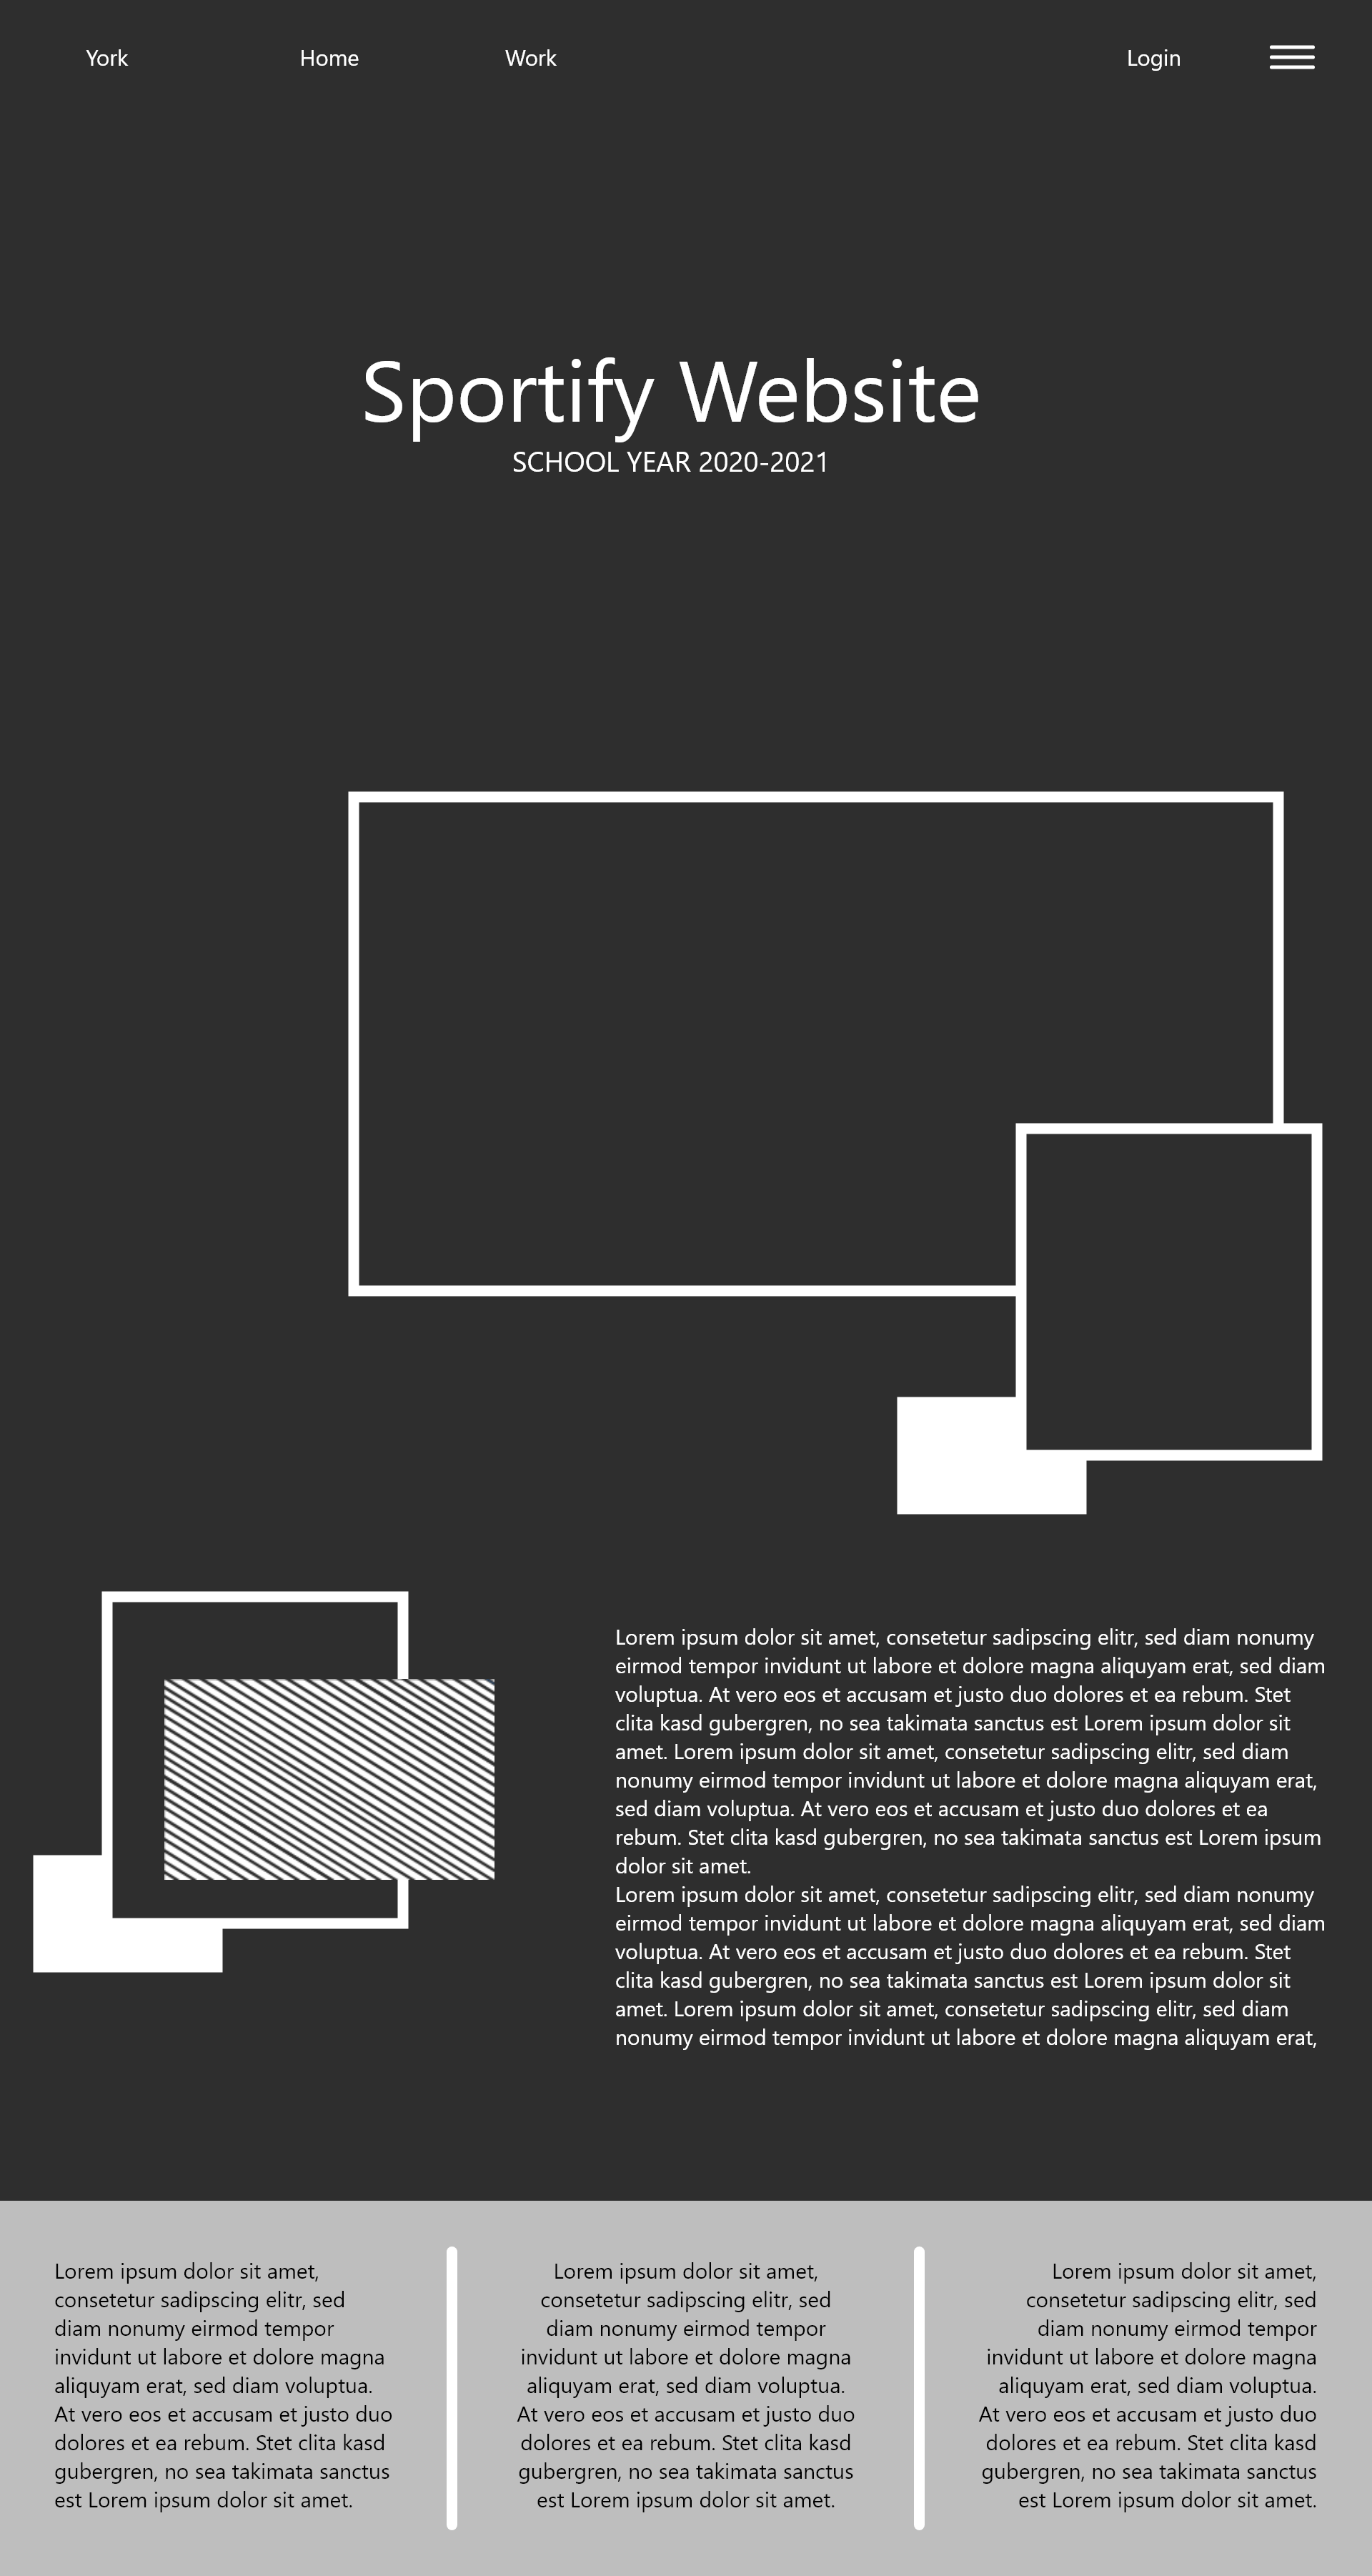 York Home Work Login
Sportify Website
SCHOOL YEAR 2020-2021
Lorem ipsum dolor sit amet, consetetur sadipscing elitr, sed diam nonumy
eirmod tempor invidunt ut labore et dolore magna aliquyam erat, sed diam
voluptua. At vero eos et accusam et justo duo dolores et ea rebum. Stet
clita kasd gubergren, no sea takimata sanctus est Lorem ipsum dolor sit
amet. Lorem ipsum dolor sit amet, consetetur sadipscing elitr, sed diam
nonumy eirmod tempor invidunt ut labore et dolore magna aliquyam erat,
sed diam voluptua. At vero eos et accusam et justo duo dolores et ea
rebum. Stet clita kasd gubergren, no sea takimata sanctus est Lorem ipsum
dolor sit amet.
Lorem ipsum dolor sit amet, consetetur sadipscing elitr, sed diam nonumy
eirmod tempor invidunt ut labore et dolore magna aliquyam erat, sed diam
voluptua. At vero eos et accusam et justo duo dolores et ea rebum. Stet
clita kasd gubergren, no sea takimata sanctus est Lorem ipsum dolor sit
amet. Lorem ipsum dolor sit amet, consetetur sadipscing elitr, sed diam
nonumy eirmod tempor invidunt ut labore et dolore magna aliquyam erat,
Lorem ipsum dolor sit amet,
consetetur sadipscing elitr, sed
diam nonumy eirmod tempor
invidunt ut labore et dolore magna
aliquyam erat, sed diam voluptua.
At vero eos et accusam et justo duo
dolores et ea rebum. Stet clita kasd
gubergren, no sea takimata sanctus
est Lorem ipsum dolor sit amet.
Lorem ipsum dolor sit amet,
consetetur sadipscing elitr, sed
diam nonumy eirmod tempor
invidunt ut labore et dolore magna
aliquyam erat, sed diam voluptua.
At vero eos et accusam et justo duo
dolores et ea rebum. Stet clita kasd
gubergren, no sea takimata sanctus
est Lorem ipsum dolor sit amet.
Lorem ipsum dolor sit amet,
consetetur sadipscing elitr, sed
diam nonumy eirmod tempor
invidunt ut labore et dolore magna
aliquyam erat, sed diam voluptua.
At vero eos et accusam et justo duo
dolores et ea rebum. Stet clita kasd
gubergren, no sea takimata sanctus
est Lorem ipsum dolor sit amet.